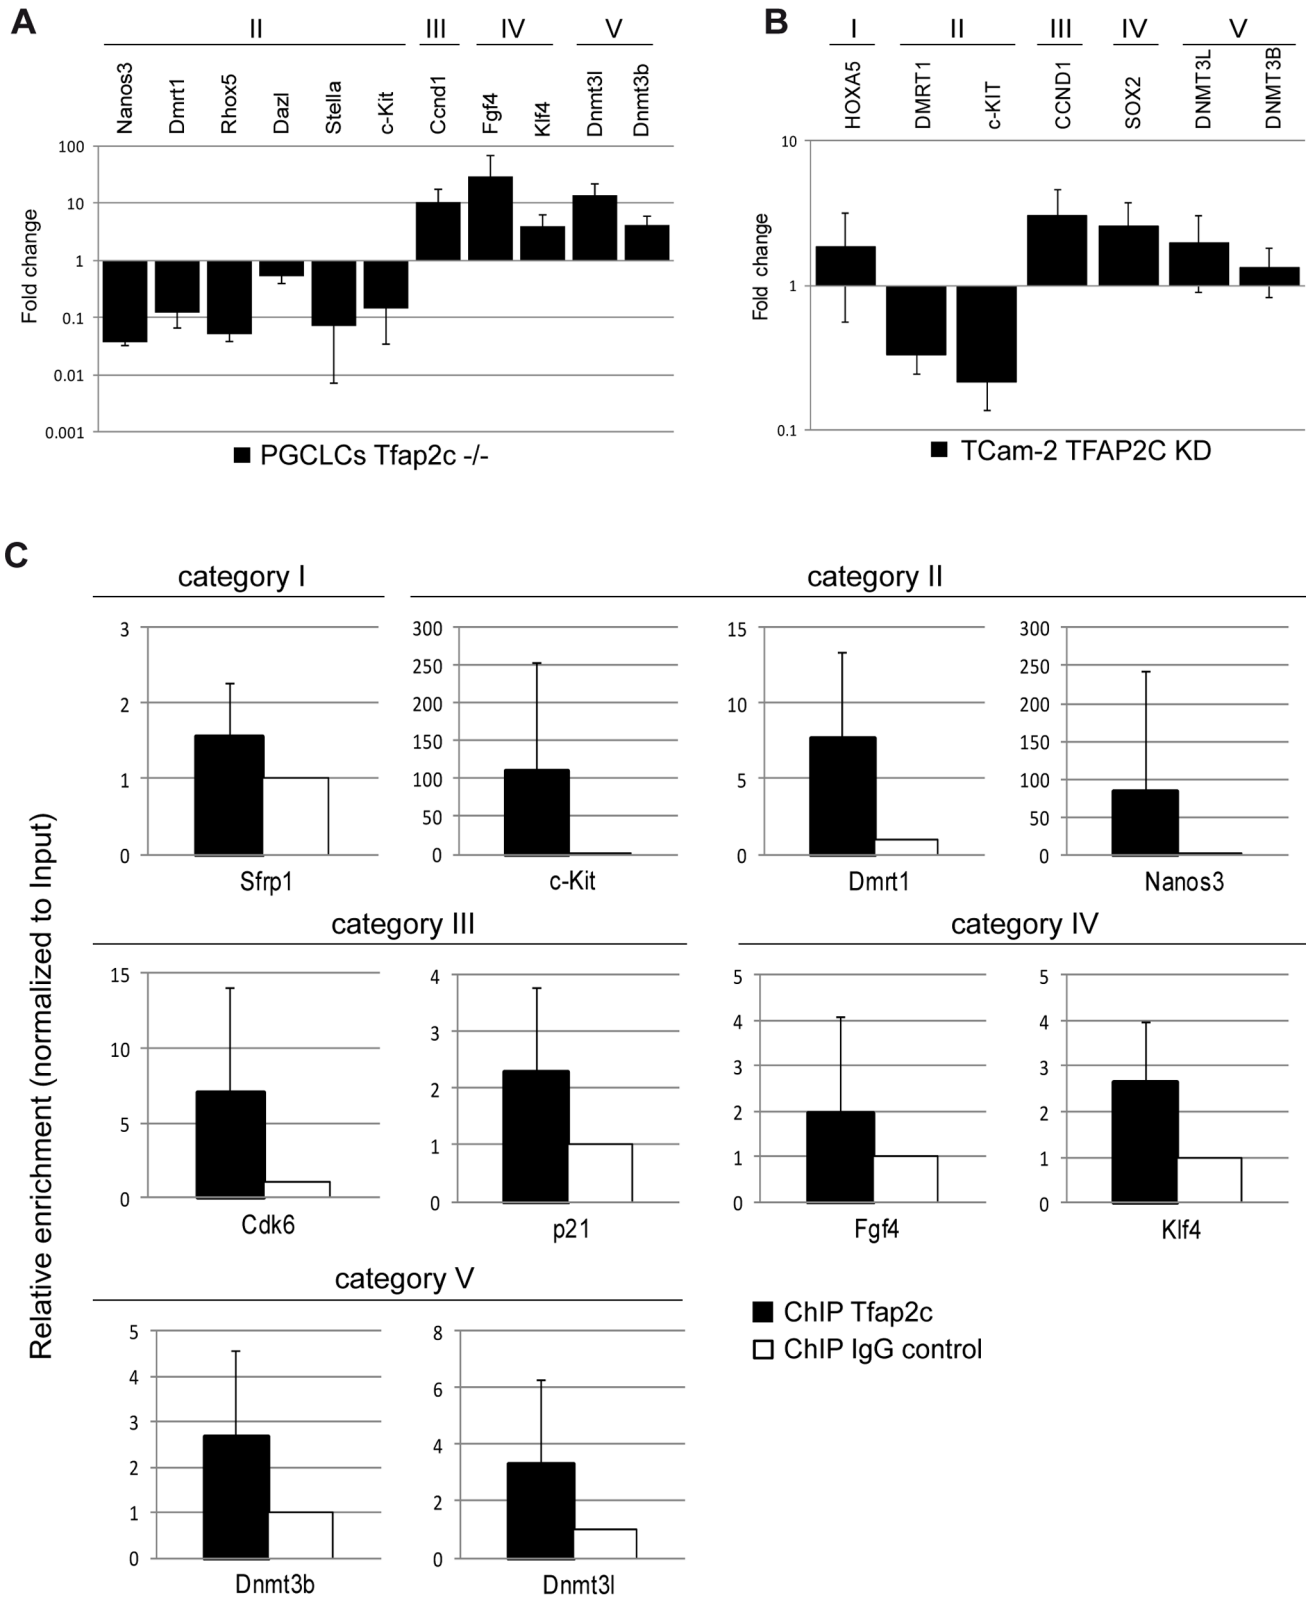 A
II III IV V
Nanos3 Dmrt1 Rhox5 Dazl Stella c-Kit Ccnd1 Fgf4 Klf4 Dnmt3l Dnmt3b
Fold change
100
10
1
0.1
0.01
0.001
PGCLCs Tfap2c -/-
B
I II III IV V
HOXA5 DMRT1 c-KIT CCND1 SOX2 DNMT3L DNMT3B
Fold change
10
1
0.1
TCam-2 TFAP2C KD
C
Relative enrichment (normalized to Input)
category I category II
3
2
1
0
Sfrp1
300
250
200
150
100
50
0
c-Kit
15
10
5
0
Dmrt1
300
250
200
150
100
50
0
Nanos3
category III category IV
15
10
5
0
Cdk6
4
3
2
1
0
p21
5
4
3
2
1
0
Fgf4
5
4
3
2
1
0
Klf4
category V
5
4
3
2
1
0
Dnmt3b
8
6
4
2
0
Dnmt3l
ChIP Tfap2c
ChIP IgG control